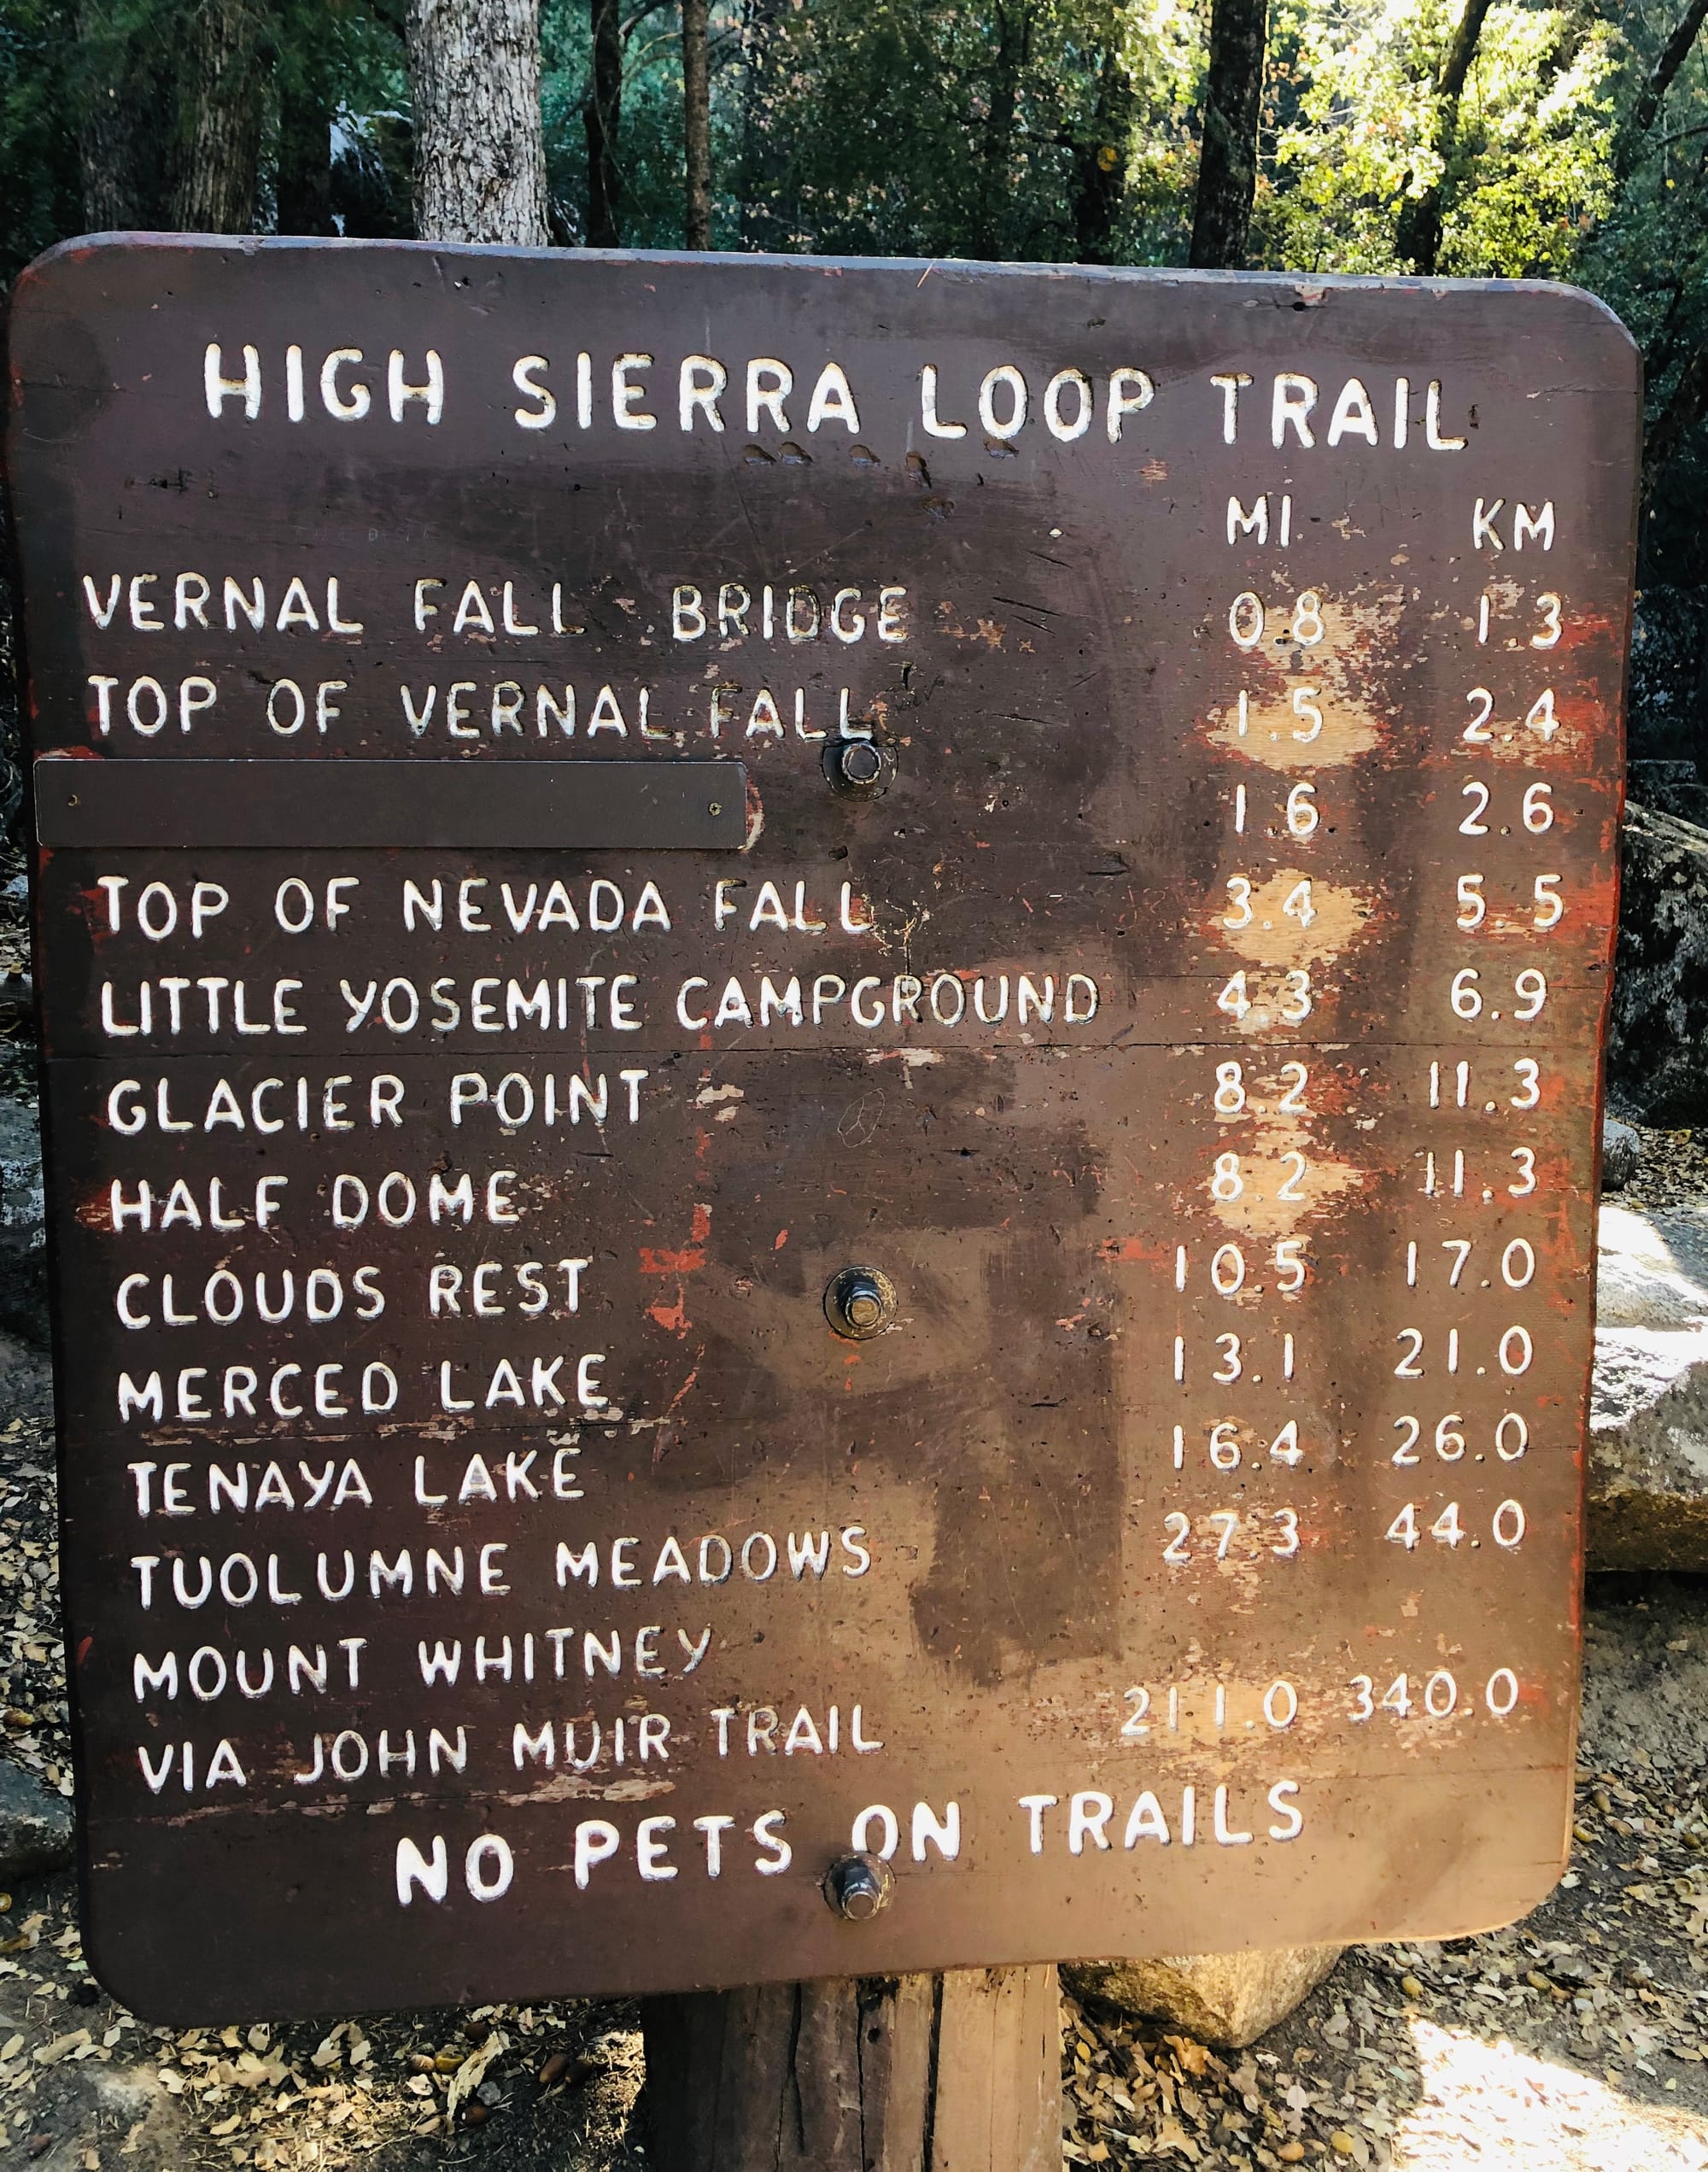 HIGH SIERRA LOOP TRAIL
MI. KM
VERNAL FALL BRIDGE 0.8 1.3
TOP OF VERNAL FALL 1.5 2.4
1.6 2.6
TOP OF NEVADA FALL 3.4 5.5
LITTLE YOSEMITE CAMPGROUND 4.3 6.9
GLACIER POINT 8.2 11.3
HALF DOME 8.2 11.3
CLOUDS REST 10.5 17.0
MERCED LAKE 13.1 21.0
TENAYA LAKE 16.4 26.0
TUOLUMNE MEADOWS 27.3 44.0
MOUNT WHITNEY
VIA JOHN MUIR TRAIL 211.0 340.0
NO PETS ON TRAILS